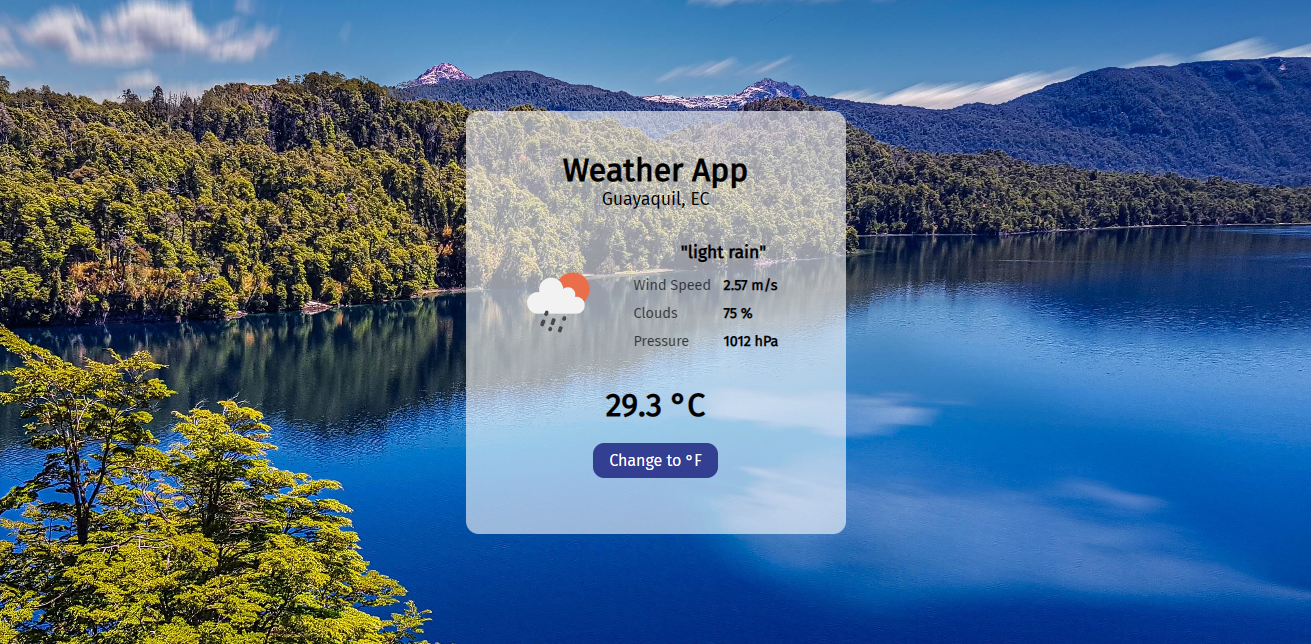 Weather App
Guayaquil, EC
"light rain"
Wind Speed 2.57 m/s
Clouds 75 %
Pressure 1012 hPa
29.3 °C
Change to °F